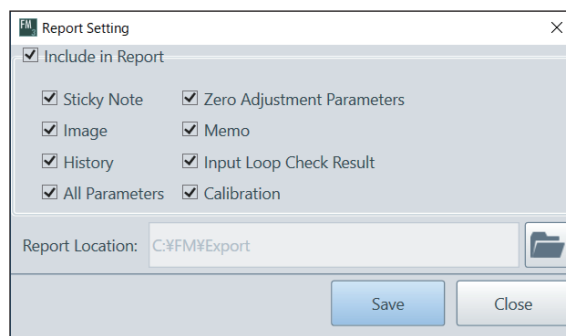 FM Report Setting
Include in Report
Sticky Note Zero Adjustment Parameters
Image Memo
History Input Loop Check Result
All Parameters Calibration
Report Location: C:¥FM¥Export
Save Close